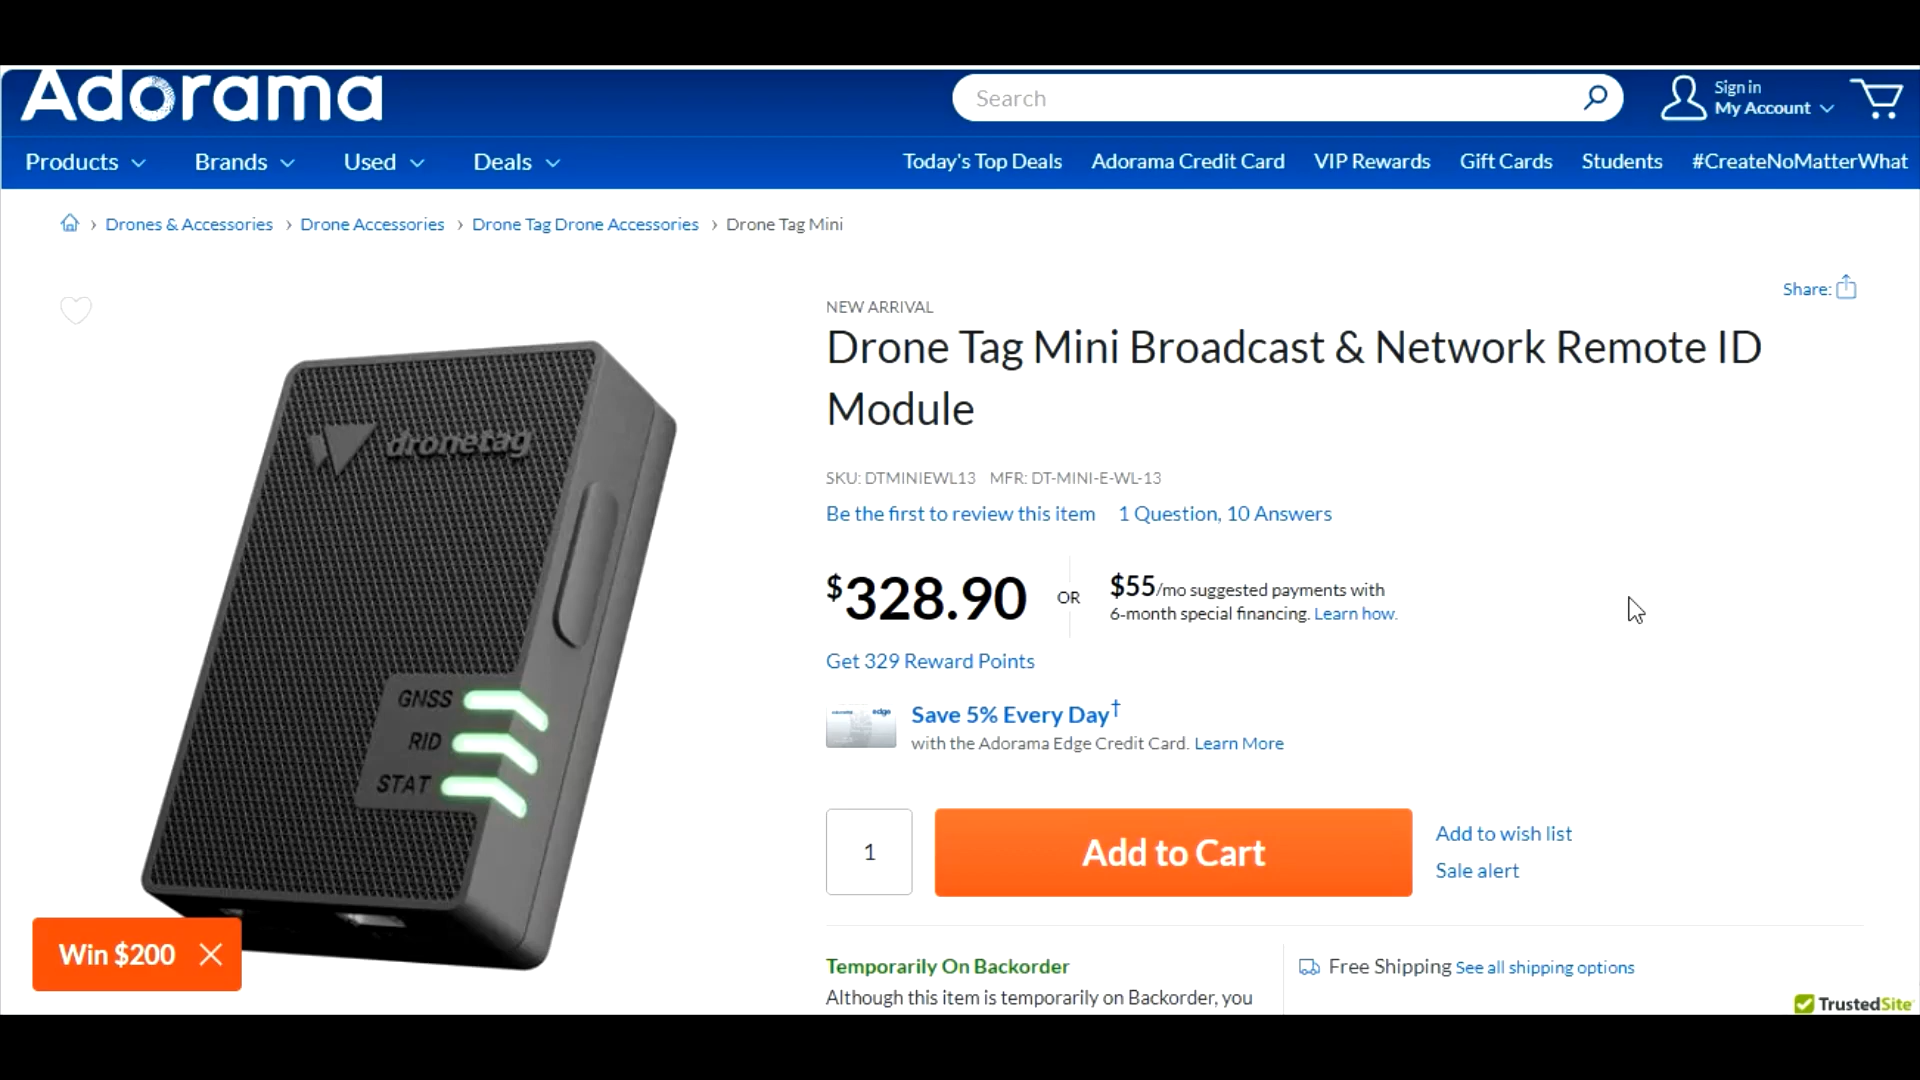 Adorama
Search
Sign in
My Account
Products
Brands
Used
Deals
Today's Top Deals
Adorama Credit Card
VIP Rewards
Gift Cards
Students
#CreateNoMatterWhat
› Drones & Accessories › Drone Accessories › Drone Tag Drone Accessories › Drone Tag Mini
Share:
NEW ARRIVAL
Drone Tag Mini Broadcast & Network Remote ID
Module
SKU: DTMINIEWL13 MFR: DT-MINI-E-WL-13
Be the first to review this item
1 Question, 10 Answers
$328.90
OR
$55/mo suggested payments with
6-month special financing. Learn how.
Get 329 Reward Points
edge
Save 5% Every Day†
with the Adorama Edge Credit Card. Learn More
1
Add to Cart
Add to wish list
Sale alert
Temporarily On Backorder
Although this item is temporarily on Backorder, you
Free Shipping See all shipping options
dronetag
GNSS
RID
STAT
Win $200
TrustedSite